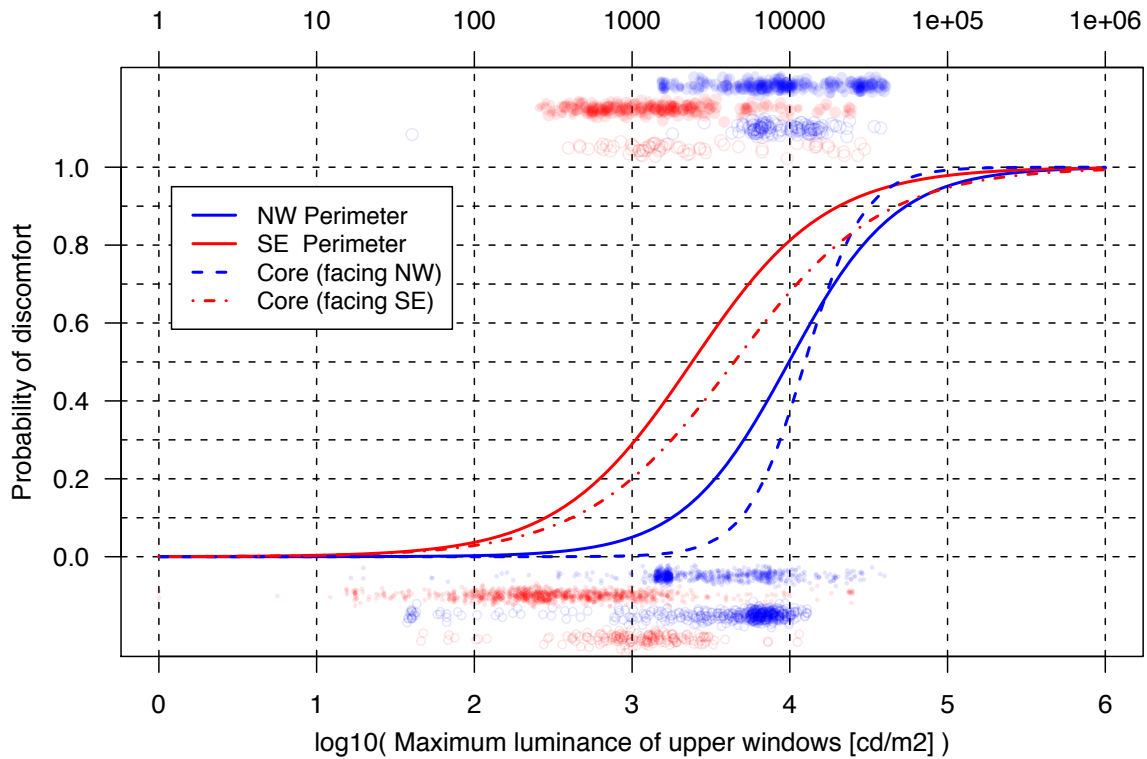 1 10 100 1000 10000 1e+05 1e+06
1.0
0.8
0.6
0.4
0.2
0.0
Probability of discomfort
NW Perimeter
SE Perimeter
Core (facing NW)
Core (facing SE)
0 1 2 3 4 5 6
log10( Maximum luminance of upper windows [cd/m2] )